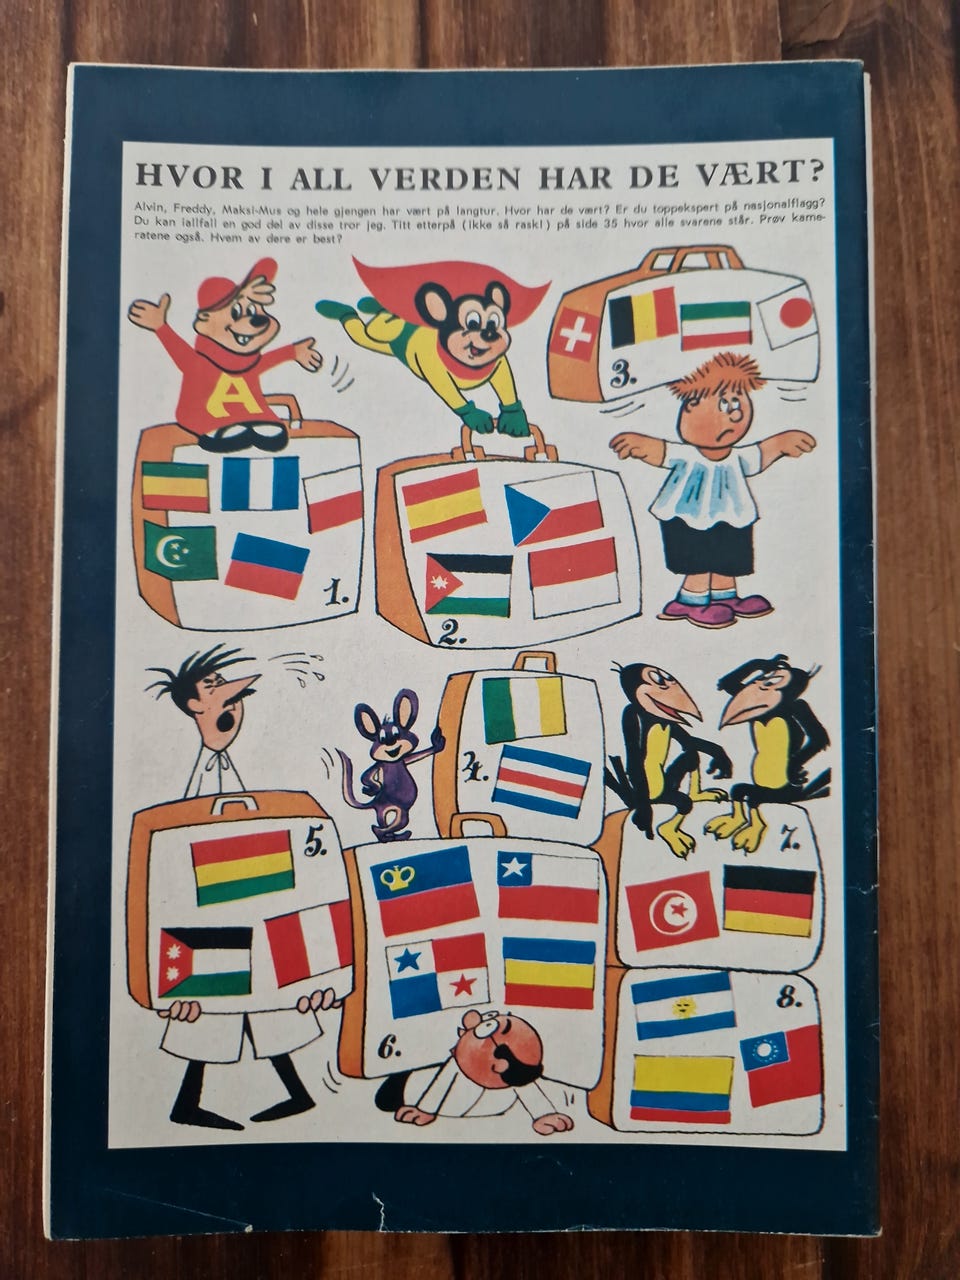 HVOR I ALL VERDEN HAR DE VÆRT?
Alvin, Freddy, Maksi-Mus og hele gjengen har vært på langtur. Hvor har de vært? Er du toppekspert på nasjonalflagg?
Du kan iallfall en god del av disse tror jeg. Titt etterpå (ikke så rask!) på side 35 hvor alle svarene står. Prøv kame-
ratene også. Hvem av dere er best?
A
3.
1.
2.
4.
5.
7.
6.
8.